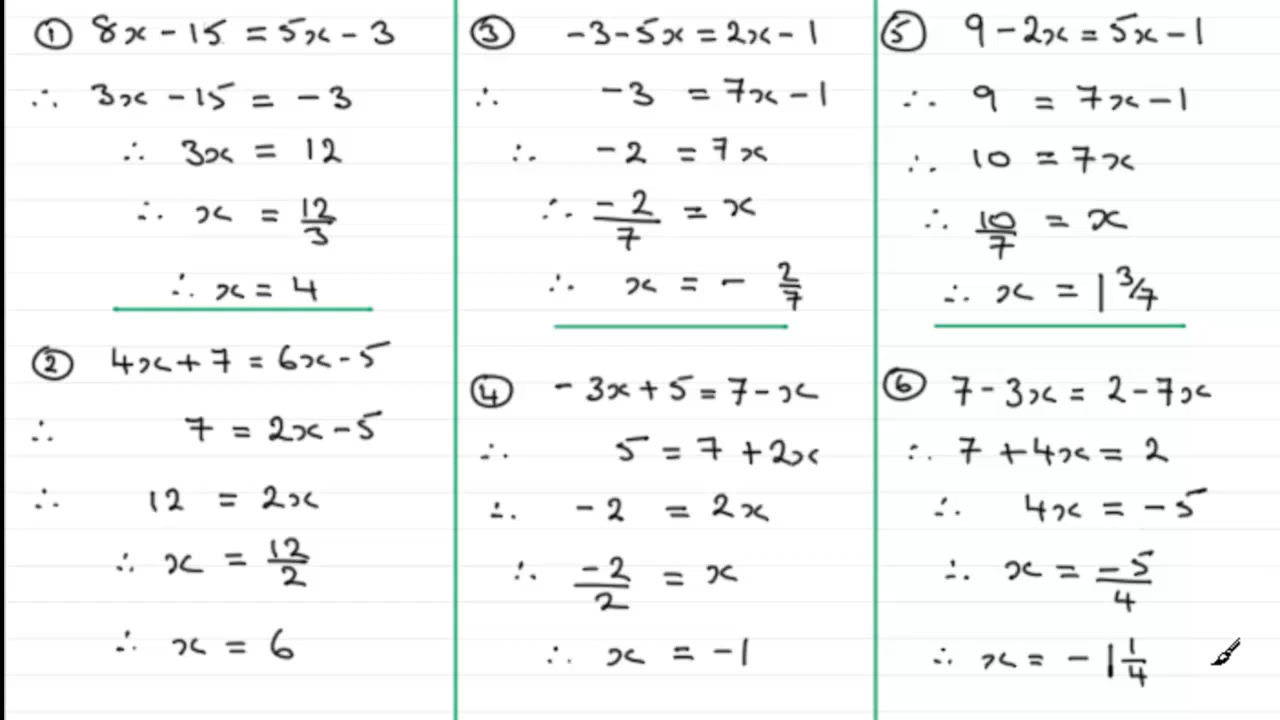 ① 8x - 15 = 5x - 3
∴ 3x - 15 = -3
∴ 3x = 12
∴ x = 12/3
∴ x = 4
② 4x + 7 = 6x - 5
∴ 7 = 2x - 5
∴ 12 = 2x
∴ x = 12/2
∴ x = 6
③ -3 - 5x = 2x - 1
∴ -3 = 7x - 1
∴ -2 = 7x
∴ -2/7 = x
∴ x = - 2/7
④ -3x + 5 = 7 - x
∴ 5 = 7 + 2x
∴ -2 = 2x
∴ -2/2 = x
∴ x = -1
⑤ 9 - 2x = 5x - 1
∴ 9 = 7x - 1
∴ 10 = 7x
∴ 10/7 = x
∴ x = 1 3/7
⑥ 7 - 3x = 2 - 7x
∴ 7 + 4x = 2
∴ 4x = -5
∴ x = -5/4
∴ x = -1 1/4